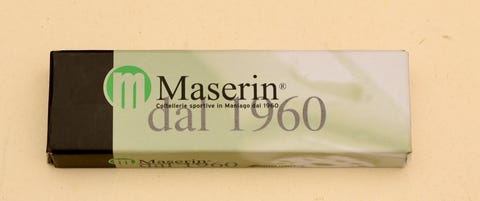 m Maserin®
Coltellerie sportive in Maniago dal 1960
dal 1960
m Maserin
dal 1960